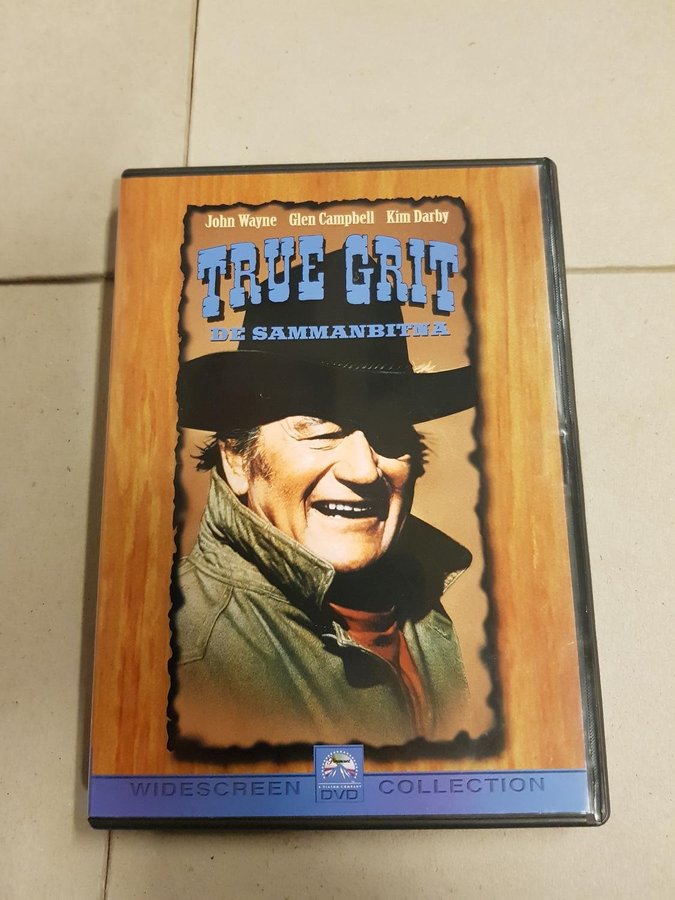 John Wayne Glen Campbell Kim Darby
TRUE GRIT
DE SAMMANBITNA
WIDESCREEN DVD COLLECTION